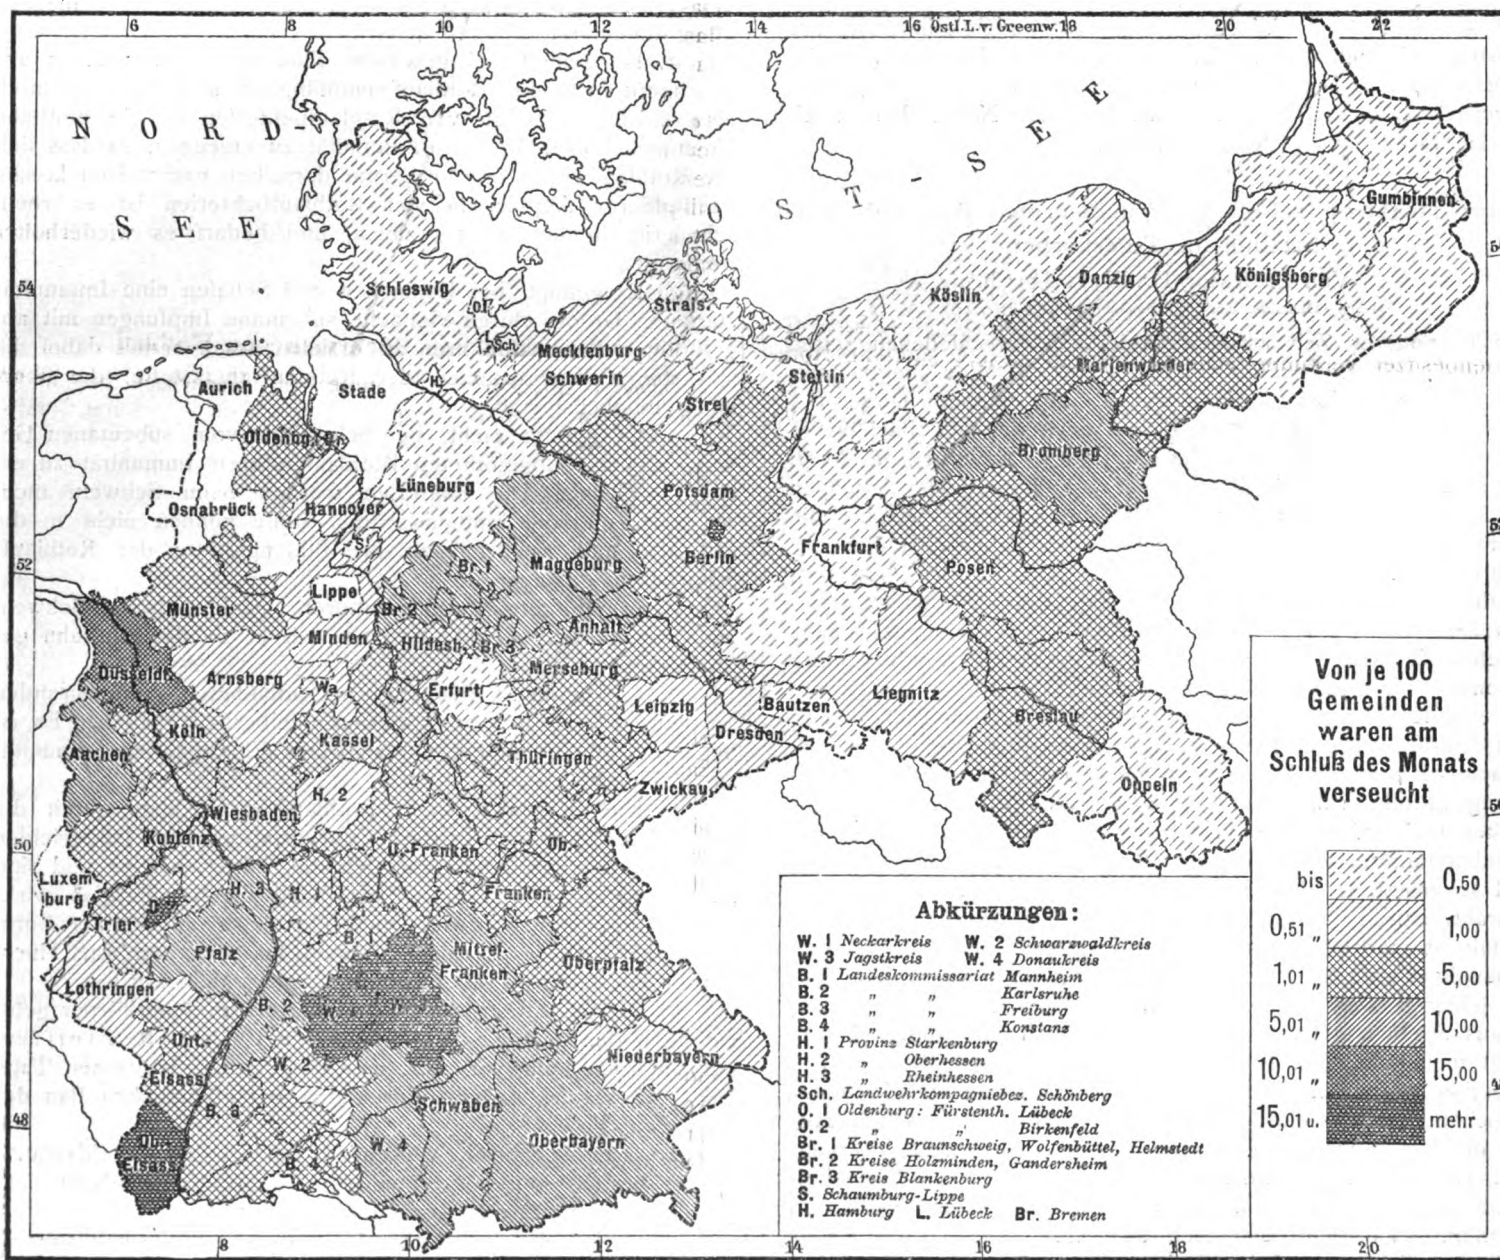 6 8 10 12 14 16 Östl.L.v. Greenw. 18 20 22
NORD-
SEE
OST-SEE
Gumbinnen
Königsberg
Danzig
Köslin
Schleswig
O.1
Strals.
Sch.
Mecklenburg-
Schwerin
Stettin
Marienwerder
H.
Aurich
Stade
Strel.
Oldenbg.
Br.
Bromberg
Lüneburg
Potsdam
Osnabrück
Hannover
Berlin
Frankfurt
Posen
S.
Br.1
Magdeburg
Lippe
Münster
Br. 2
Minden
Anhalt
Hildesh.
Br. 3
Merseburg
Düsseldf.
Arnsberg
Wa.
Erfurt
Leipzig
Bautzen
Liegnitz
Breslau
Köln
Kassel
Dresden
Aachen
Thüringen
Zwickau
Oppeln
H. 2
Wiesbaden
Koblenz
U.-Franken
Ob.-
Franken
Luxem
burg
H. 3
H. 1
O.
Trier
Pfalz
B. 1
Mittel-
Franken
Oberpfalz
Lothringen
B. 2
W.
W.
Unt.-
Elsass
W. 2
Niederbayern
B. 3
Schwaben
Ob.-
Elsass
W. 4
Oberbayern
B. 4
54
52
50
48
8 10 12 14 16 18 20
Von je 100
Gemeinden
waren am
Schluß des Monats
verseucht
bis 0,50
0,51 „ 1,00
1,01 „ 5,00
5,01 „ 10,00
10,01 „ 15,00
15,01 u. mehr
Abkürzungen:
W. 1 Neckarkreis W. 2 Schwarzwaldkreis
W. 3 Jagstkreis W. 4 Donaukreis
B. 1 Landeskommissariat Mannheim
B. 2 „ „ Karlsruhe
B. 3 „ „ Freiburg
B. 4 „ „ Konstanz
H. 1 Provinz Starkenburg
H. 2 „ Oberhessen
H. 3 „ Rheinhessen
Sch. Landwehrkompagniebez. Schönberg
O. 1 Oldenburg: Fürstenth. Lübeck
O. 2 „ „ Birkenfeld
Br. 1 Kreise Braunschweig, Wolfenbüttel, Helmstedt
Br. 2 Kreise Holzminden, Gandersheim
Br. 3 Kreis Blankenburg
S. Schaumburg-Lippe
H. Hamburg L. Lübeck Br. Bremen